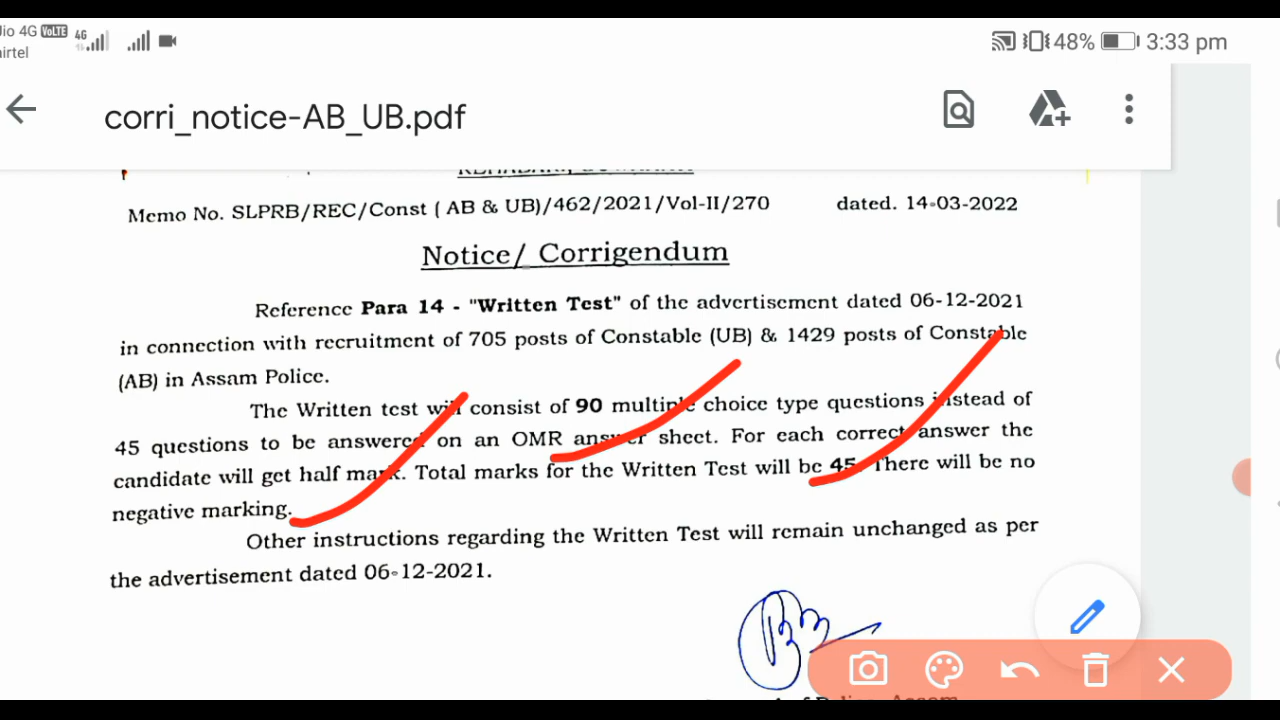 Jio 4G VoLTE 4G
airtel
48% 3:33 pm
corri_notice-AB_UB.pdf
Memo No. SLPRB/REC/Const ( AB & UB)/462/2021/Vol-II/270 dated. 14-03-2022
Notice/ Corrigendum
Reference Para 14 - "Written Test" of the advertisement dated 06-12-2021
in connection with recruitment of 705 posts of Constable (UB) & 1429 posts of Constable
(AB) in Assam Police.
The Written test will consist of 90 multiple choice type questions instead of
45 questions to be answered on an OMR answer sheet. For each correct answer the
candidate will get half mark. Total marks for the Written Test will be 45. There will be no
negative marking.
Other instructions regarding the Written Test will remain unchanged as per
the advertisement dated 06-12-2021.